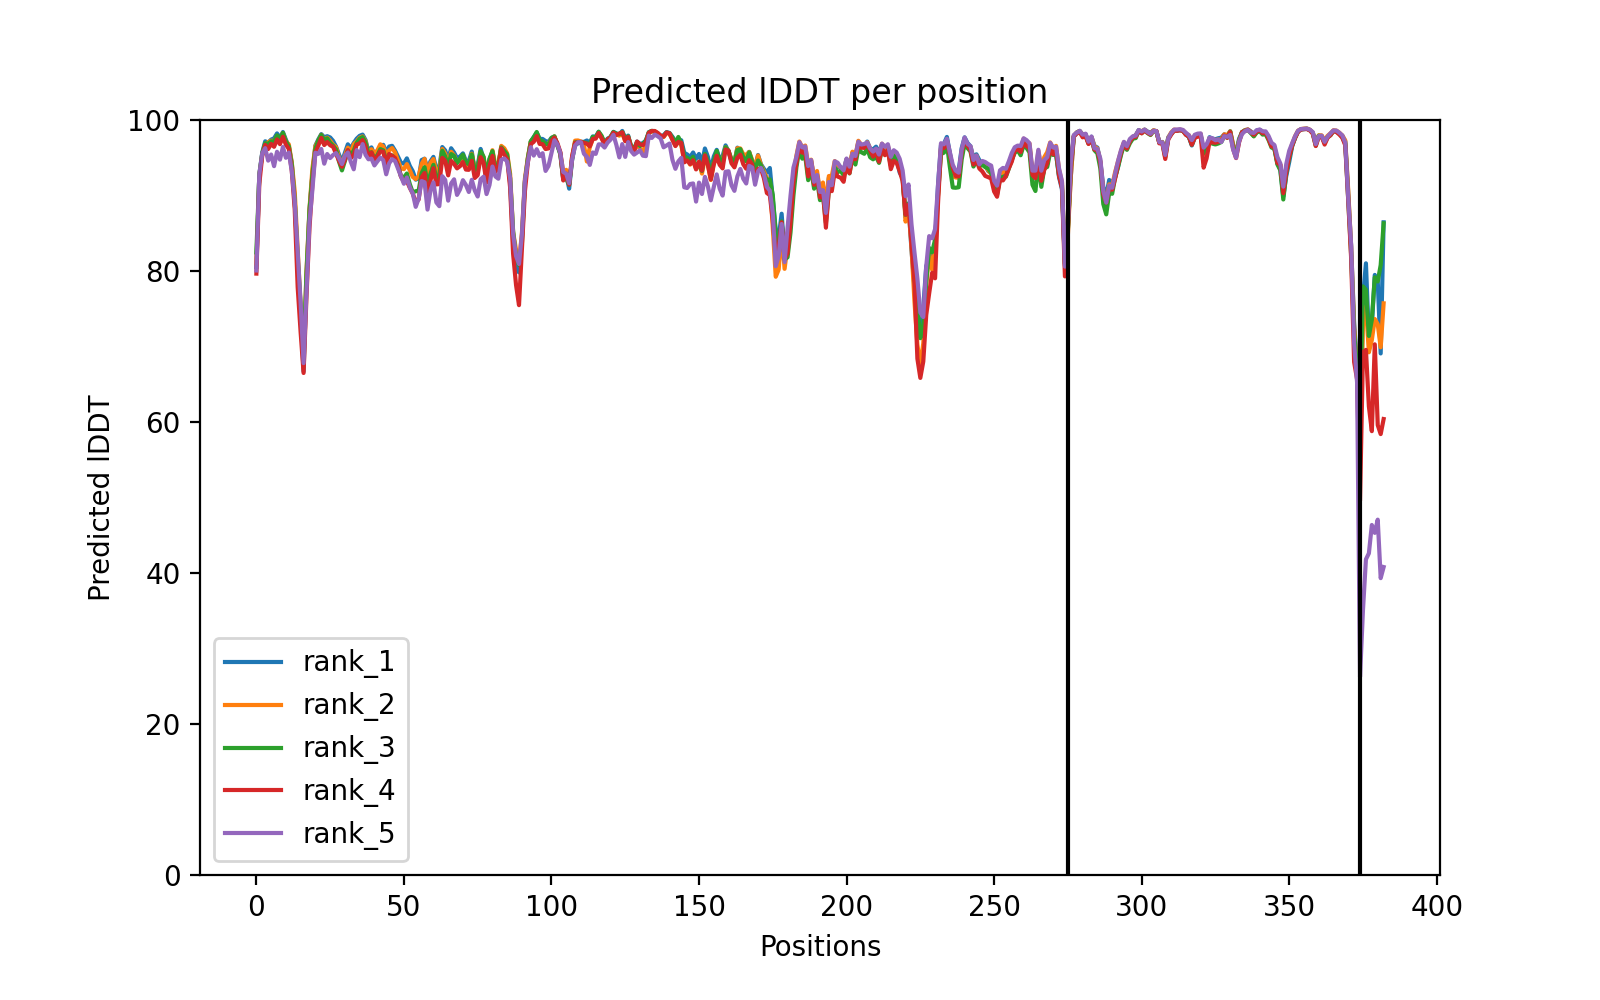 Predicted lDDT per position
100
80
60
40
20
0
Predicted lDDT
rank_1
rank_2
rank_3
rank_4
rank_5
0 50 100 150 200 250 300 350 400
Positions